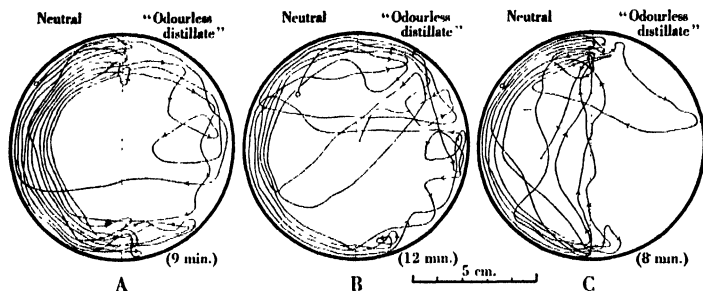 Neutral
"Odourless
distillate"
Neutral
"Odourless
distillate"
Neutral
"Odourless
distillate"
(9 min.)
(12 min.)
(8 min.)
A
B
5 cm.
C